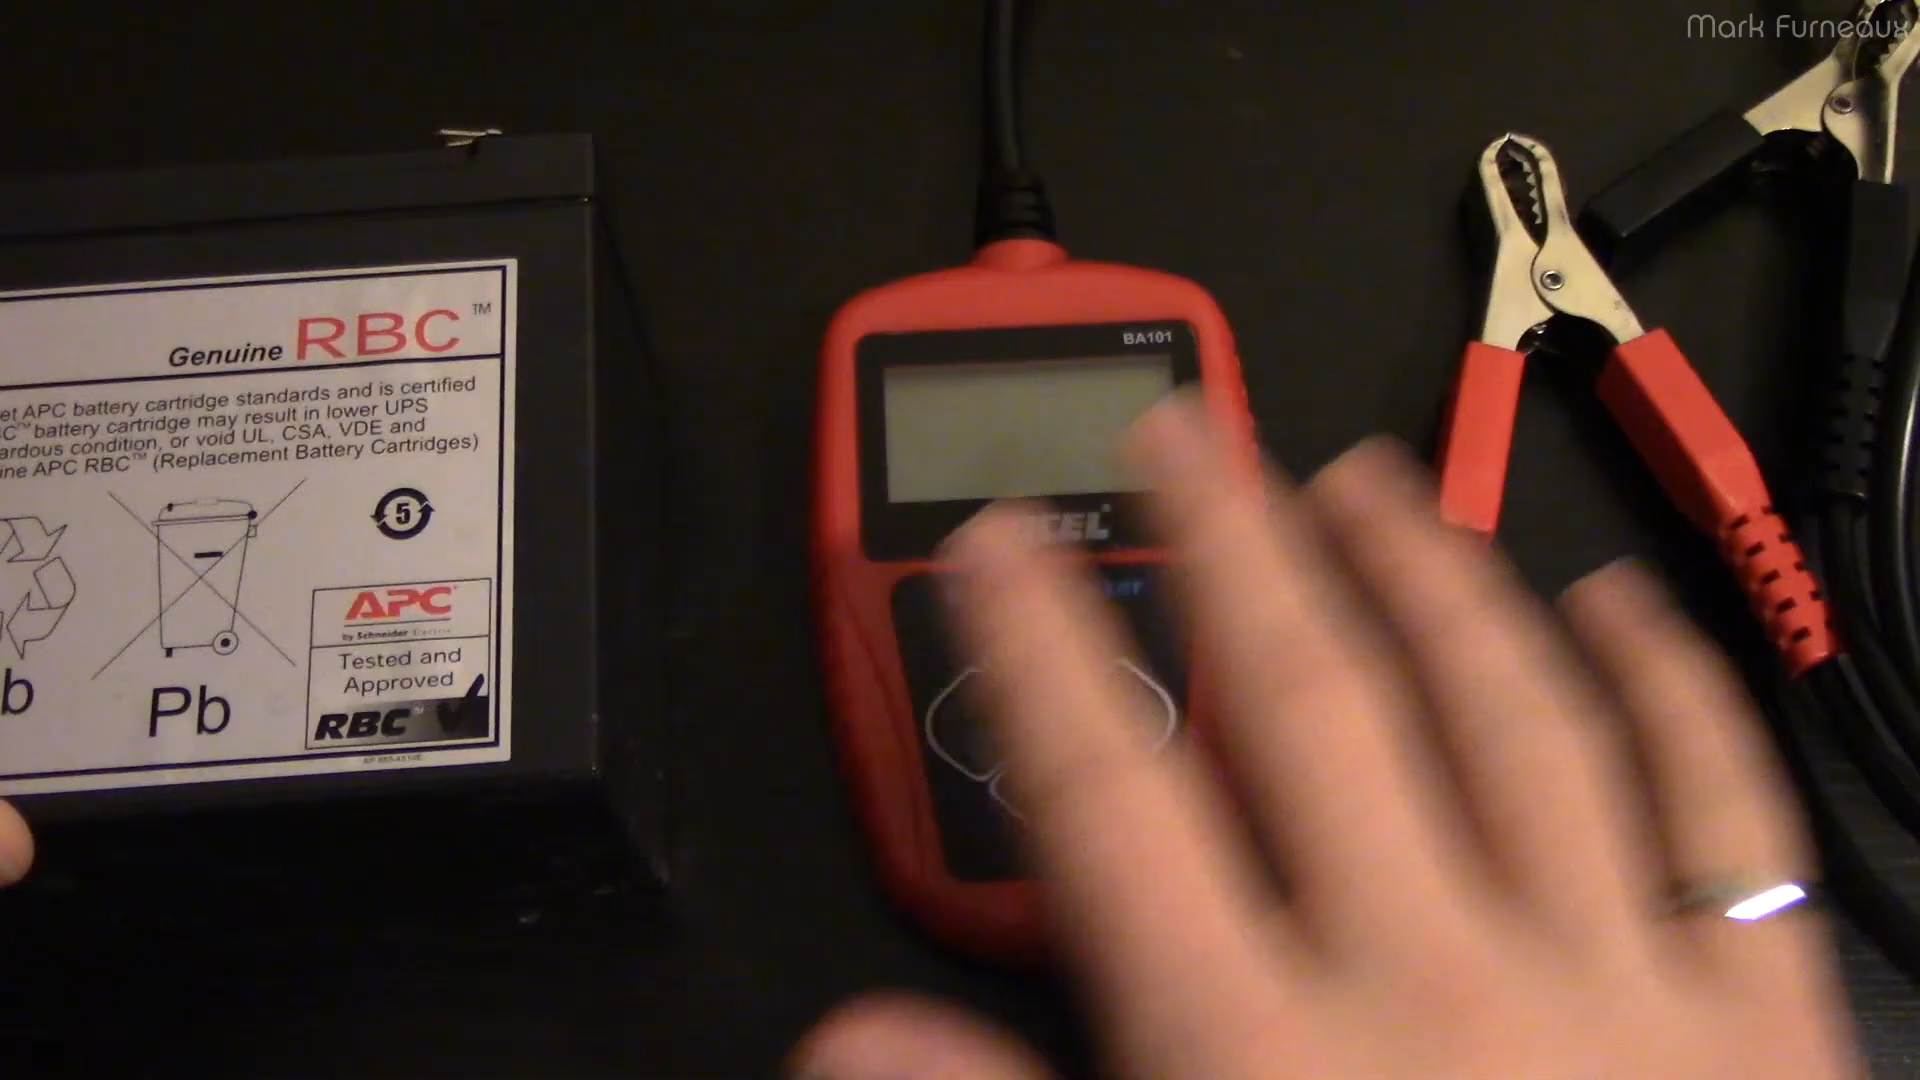 Mark Furneaux
Genuine RBC™
et APC battery cartridge standards and is certified
C™ battery cartridge may result in lower UPS
ardous condition, or void UL, CSA, VDE and
ine APC RBC™ (Replacement Battery Cartridges)
5
APC
by Schneider Electric
Tested and
Approved
RBC™
b
Pb
BA101